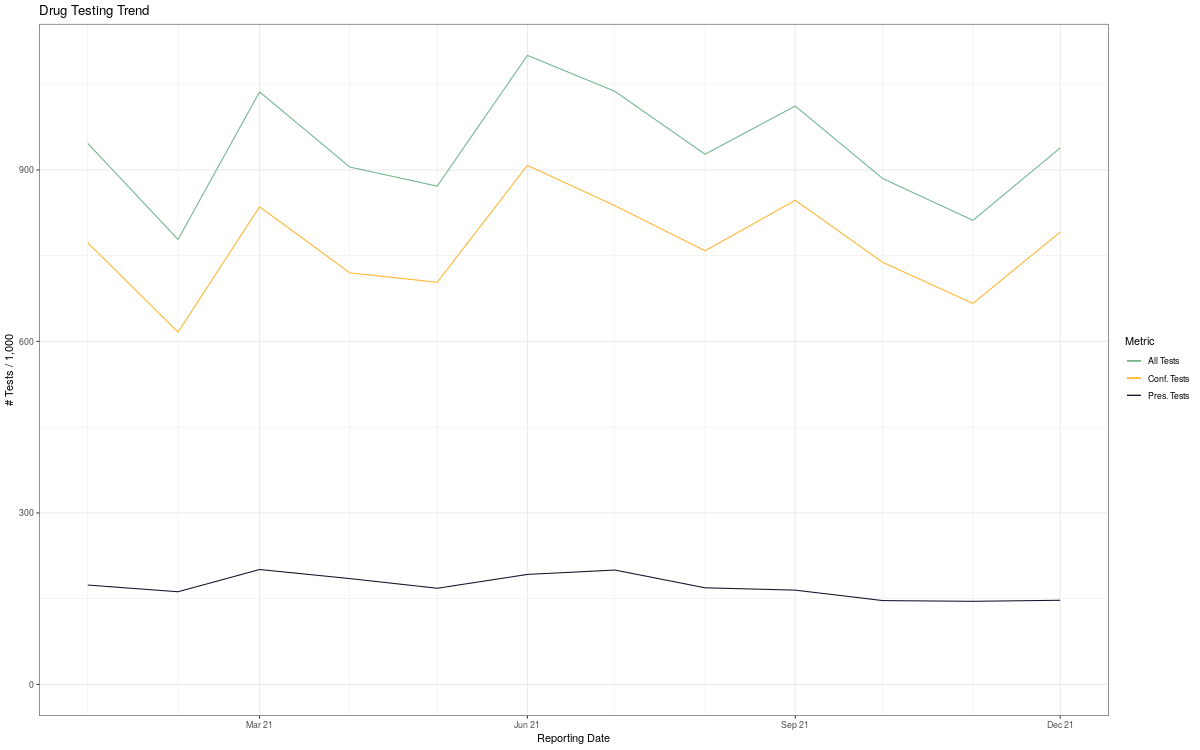 Drug Testing Trend
# Tests / 1,000
900
600
300
0
Mar 21
Jun 21
Sep 21
Dec 21
Reporting Date
Metric
All Tests
Conf. Tests
Pres. Tests